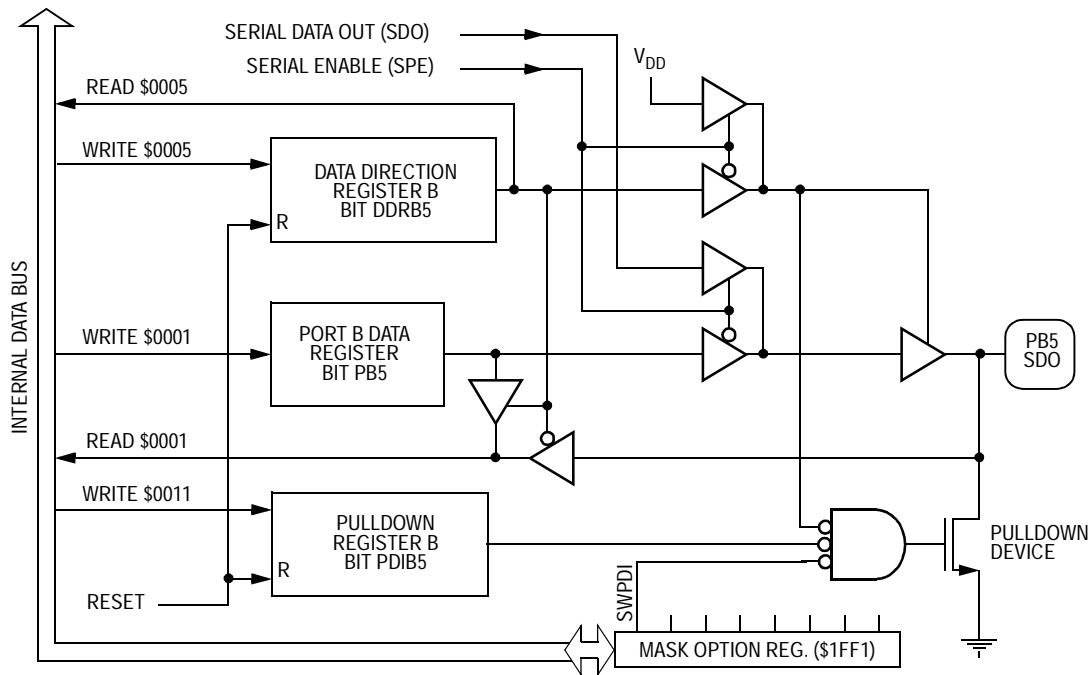 SERIAL DATA OUT (SDO)
SERIAL ENABLE (SPE)
VDD
READ $0005
WRITE $0005
DATA DIRECTION
REGISTER B
BIT DDRB5
R
INTERNAL DATA BUS
WRITE $0001
PORT B DATA
REGISTER
BIT PB5
PB5
SDO
READ $0001
WRITE $0011
PULLDOWN
REGISTER B
BIT PDIB5
R
PULLDOWN
DEVICE
RESET
SWPDI
MASK OPTION REG. ($1FF1)